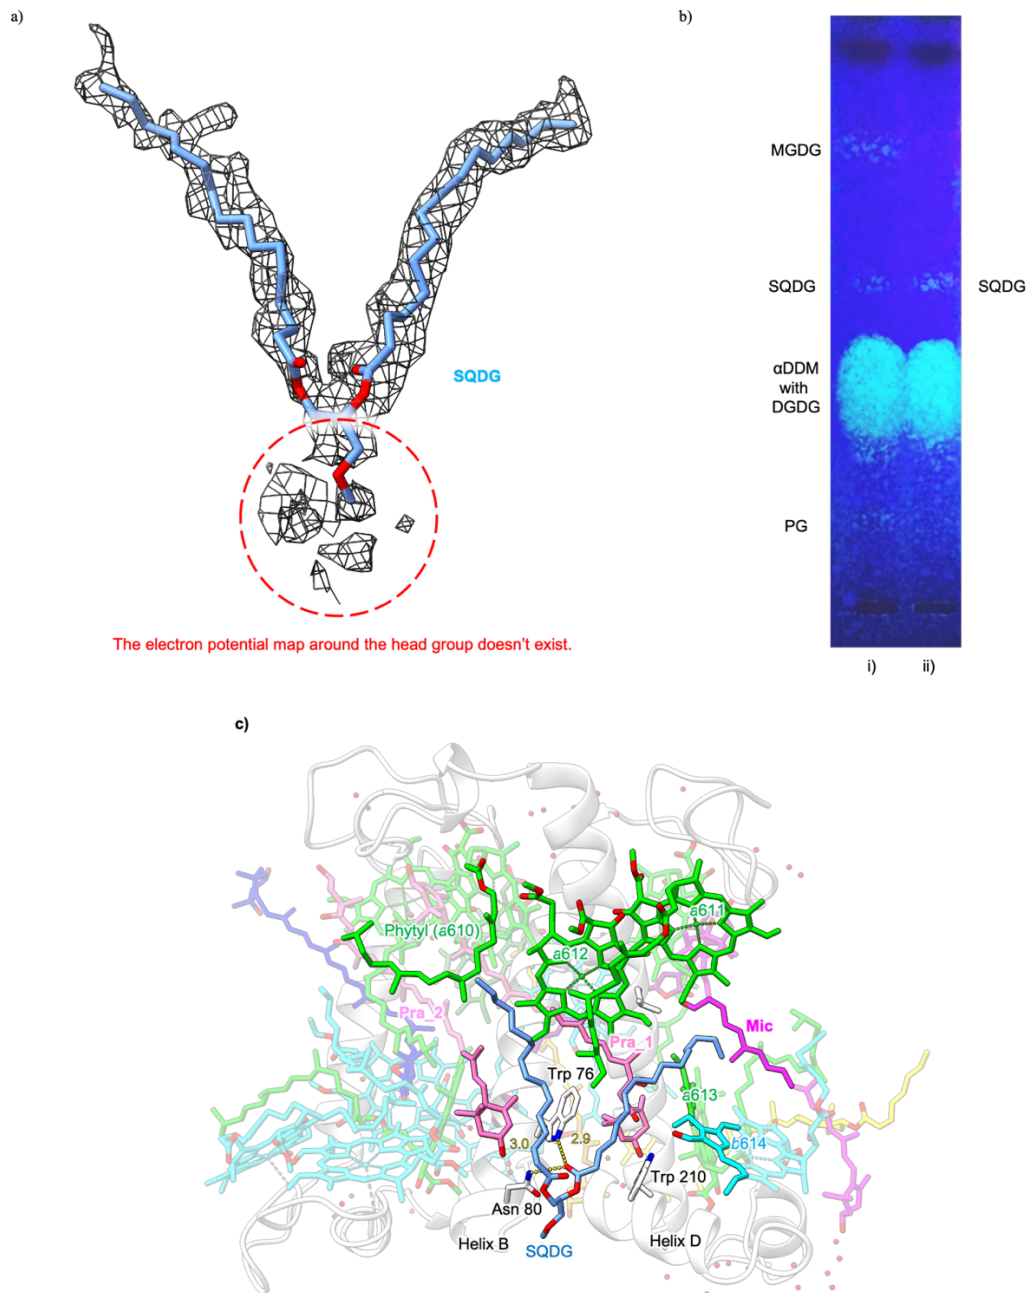 a)
b)
MGDG
SQDG
SQDG
SQDG
αDDM
with
DGDG
PG
The electron potential map around the head group doesn't exist.
i)
ii)
c)
a611
Phytyl (a610)
a612
Pra_2
Pra_1
Mic
Trp 76
a613
3.0
2.9
b614
Trp 210
Asn 80
Helix B
Helix D
SQDG